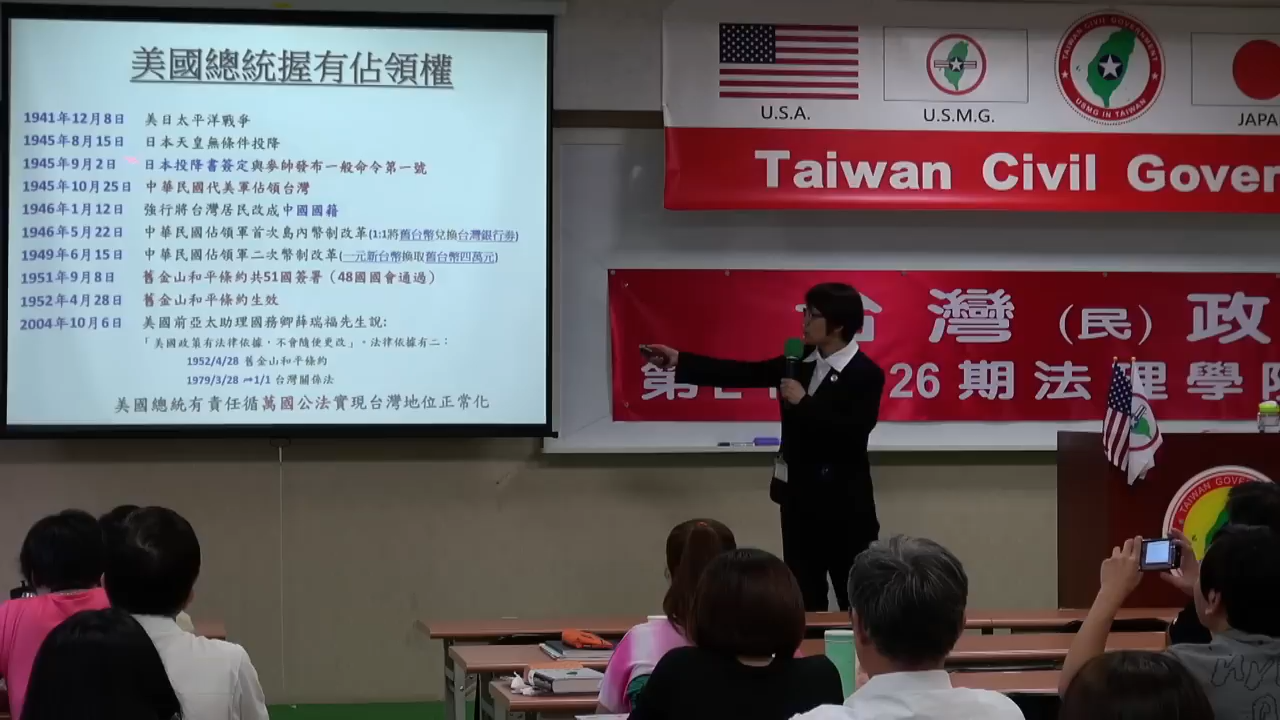 美國總統握有佔領權
1941年12月8日 美日太平洋戰爭
1945年8月15日 日本天皇無條件投降
1945年9月2日 日本投降書簽定與麥帥發布一般命令第一號
1945年10月25日 中華民國代美軍佔領台灣
1946年1月12日 強行將台灣居民改成中國國籍
1946年5月22日 中華民國佔領軍首次島內幣制改革(1:1將舊台幣兌換台灣銀行券)
1949年6月15日 中華民國佔領軍二次幣制改革(一元新台幣換取舊台幣四萬元)
1951年9月8日 舊金山和平條約共51國簽署（48國國會通過）
1952年4月28日 舊金山和平條約生效
2004年10月6日 美國前亞太助理國務卿薛瑞福先生說:
「美國政策有法律依據，不會隨便更改」。法律依據有二：
1952/4/28 舊金山和平條約
1979/3/28 ⇒1/1 台灣關係法
美國總統有責任循萬國公法實現台灣地位正常化
U.S.A.
U.S.M.G.
TAIWAN CIVIL GOVERNMENT
USMG IN TAIWAN
JAPA
Taiwan Civil Gover
台灣(民)政
第 26期法理學院
TAIWAN GOVER